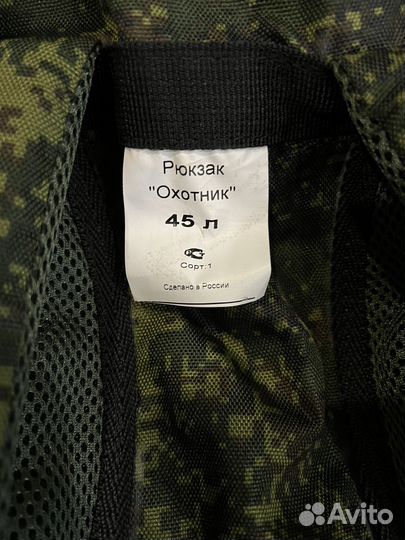 Рюкзак
"Охотник"
45 л
Сорт:1
Сделано в России
Avito